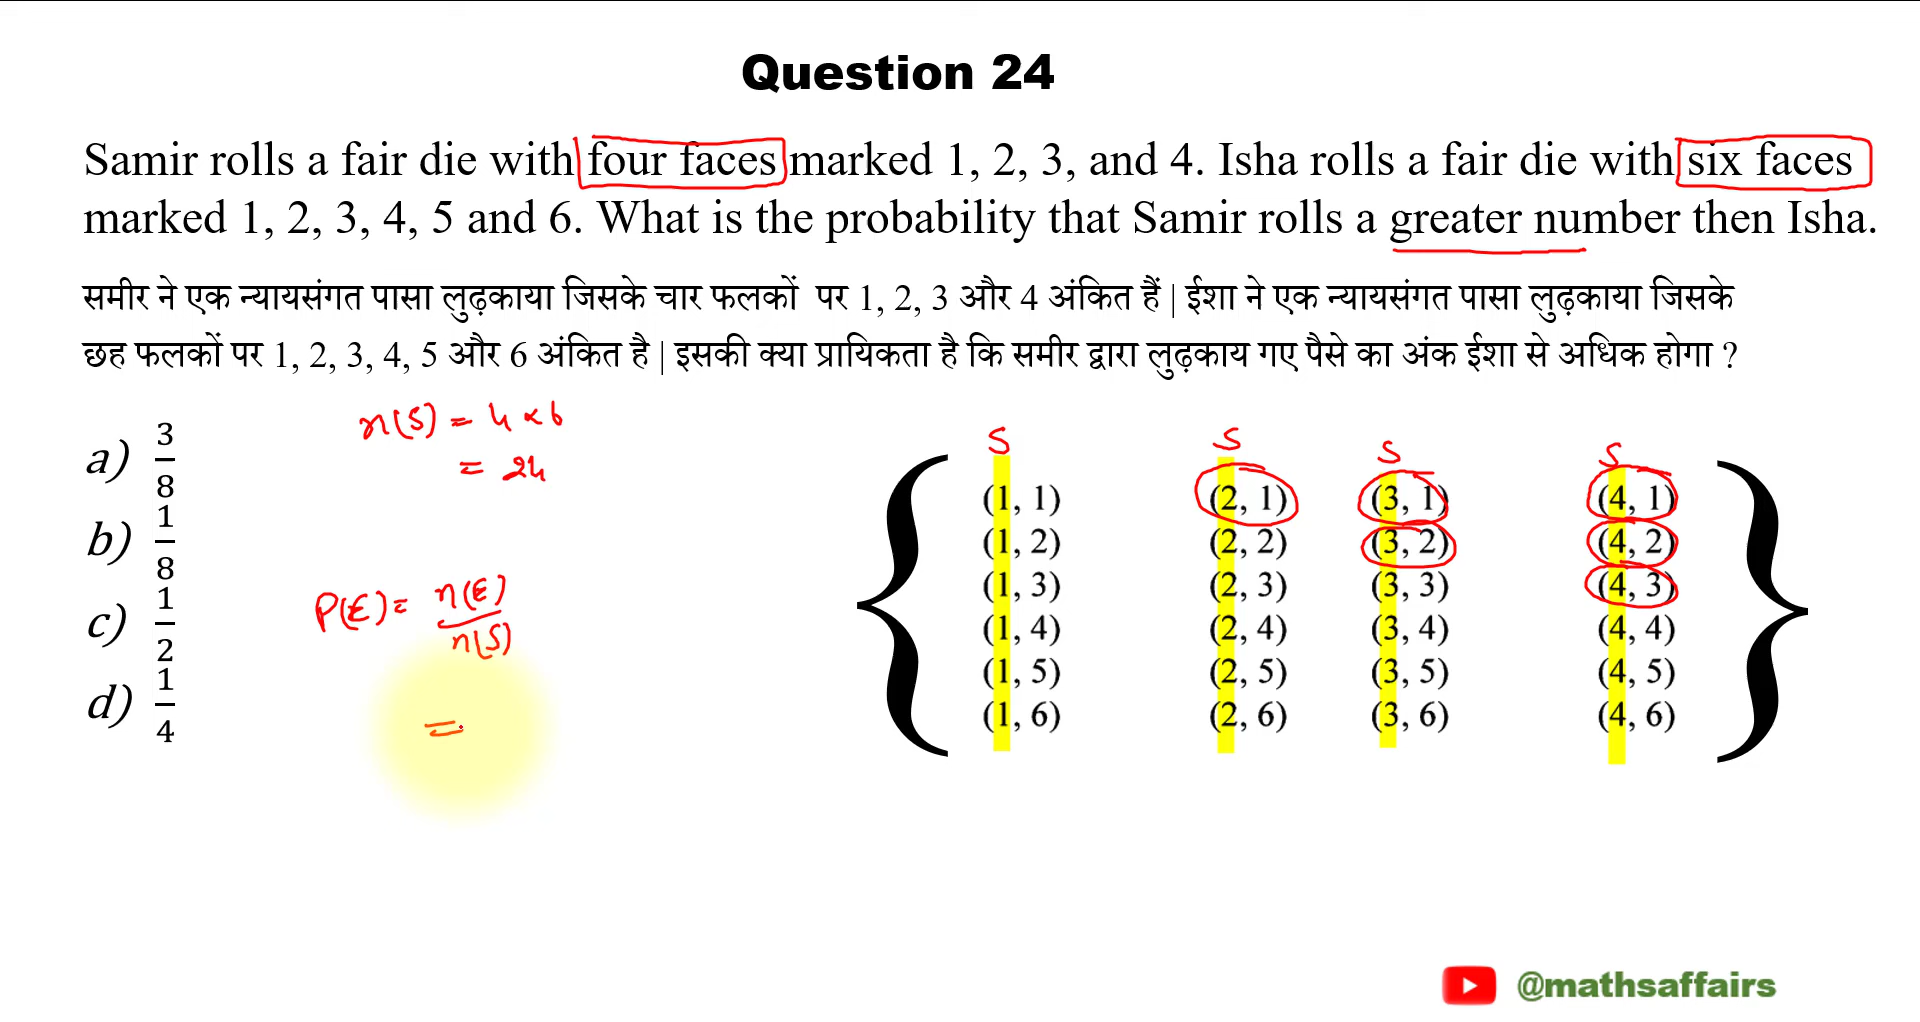 Question 24
Samir rolls a fair die with four faces marked 1, 2, 3, and 4. Isha rolls a fair die with six faces
marked 1, 2, 3, 4, 5 and 6. What is the probability that Samir rolls a greater number then Isha.
समीर ने एक न्यायसंगत पासा लुढ़काया जिसके चार फलकों पर 1, 2, 3 और 4 अंकित हैं | ईशा ने एक न्यायसंगत पासा लुढ़काया जिसके
छह फलकों पर 1, 2, 3, 4, 5 और 6 अंकित है | इसकी क्या प्रायिकता है कि समीर द्वारा लुढ़काय गए पैसे का अंक ईशा से अधिक होगा ?
a) 3/8
b) 1/8
c) 1/2
d) 1/4
n(S) = 4 × 6
= 24
P(E) = n(E)/n(S)
=
S S S S
(1, 1) (2, 1) (3, 1) (4, 1)
(1, 2) (2, 2) (3, 2) (4, 2)
(1, 3) (2, 3) (3, 3) (4, 3)
(1, 4) (2, 4) (3, 4) (4, 4)
(1, 5) (2, 5) (3, 5) (4, 5)
(1, 6) (2, 6) (3, 6) (4, 6)
@mathsaffairs